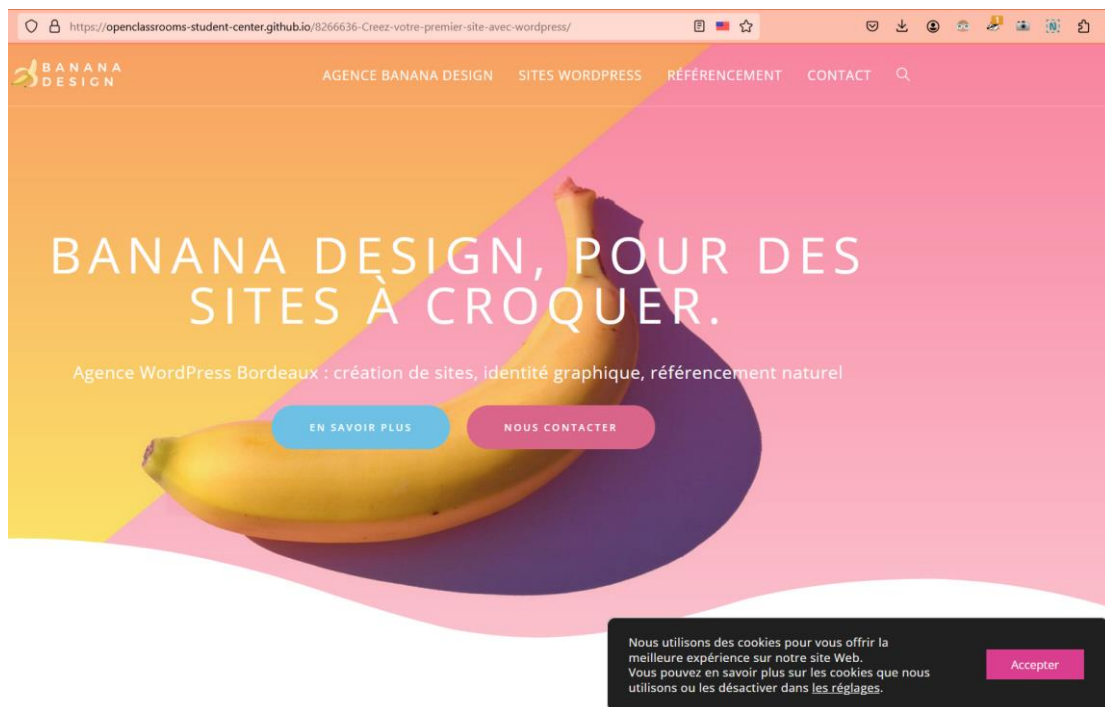 https://openclassrooms-student-center.github.io/8266636-Creez-votre-premier-site-avec-wordpress/
BANANA
DESIGN
AGENCE BANANA DESIGN SITES WORDPRESS RÉFÉRENCEMENT CONTACT
BANANA DESIGN, POUR DES
SITES À CROQUER.
Agence WordPress Bordeaux : création de sites, identité graphique, référencement naturel
EN SAVOIR PLUS NOUS CONTACTER
Nous utilisons des cookies pour vous offrir la
meilleure expérience sur notre site Web.
Vous pouvez en savoir plus sur les cookies que nous
utilisons ou les désactiver dans les réglages.
Accepter